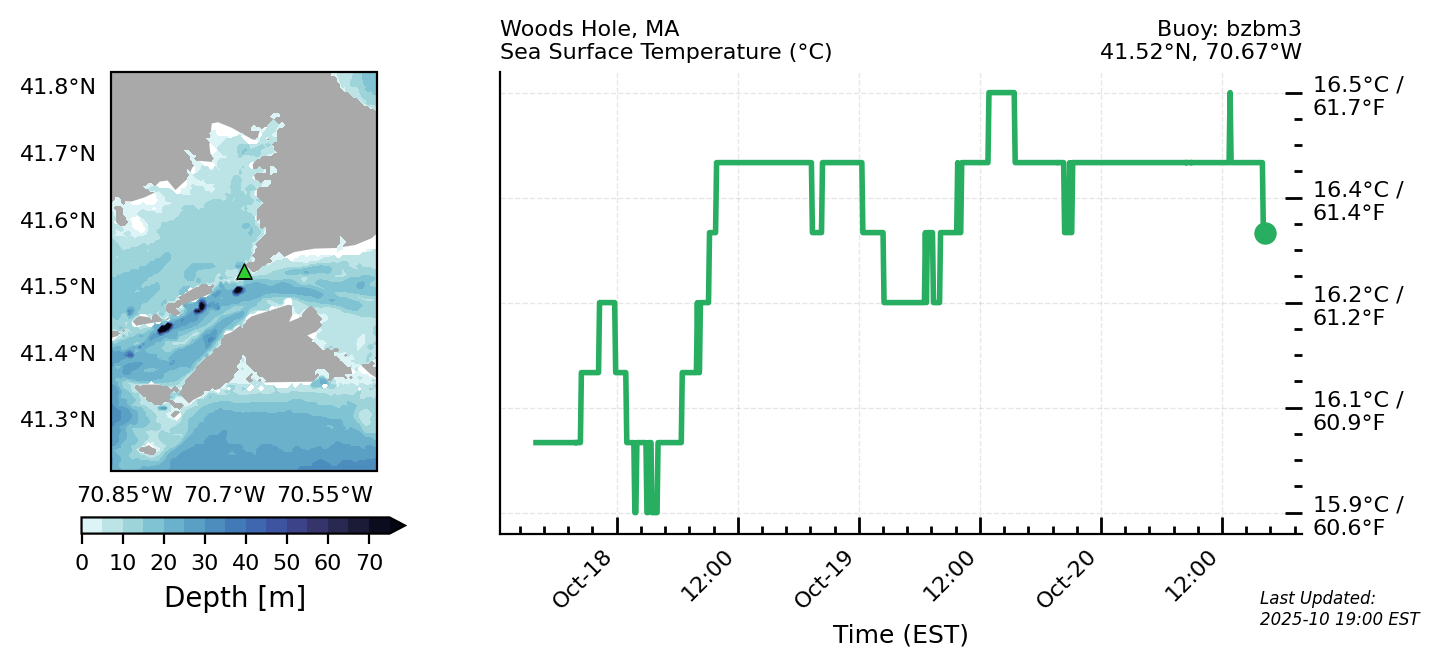 Woods Hole, MA
Sea Surface Temperature (°C)
Buoy: bzbm3
41.52°N, 70.67°W
41.8°N
41.7°N
41.6°N
41.5°N
41.4°N
41.3°N
70.85°W 70.7°W 70.55°W
0 10 20 30 40 50 60 70
Depth [m]
16.5°C /
61.7°F
16.4°C /
61.4°F
16.2°C /
61.2°F
16.1°C /
60.9°F
15.9°C /
60.6°F
Oct-18 12:00 Oct-19 12:00 Oct-20 12:00
Time (EST)
Last Updated:
2025-10 19:00 EST